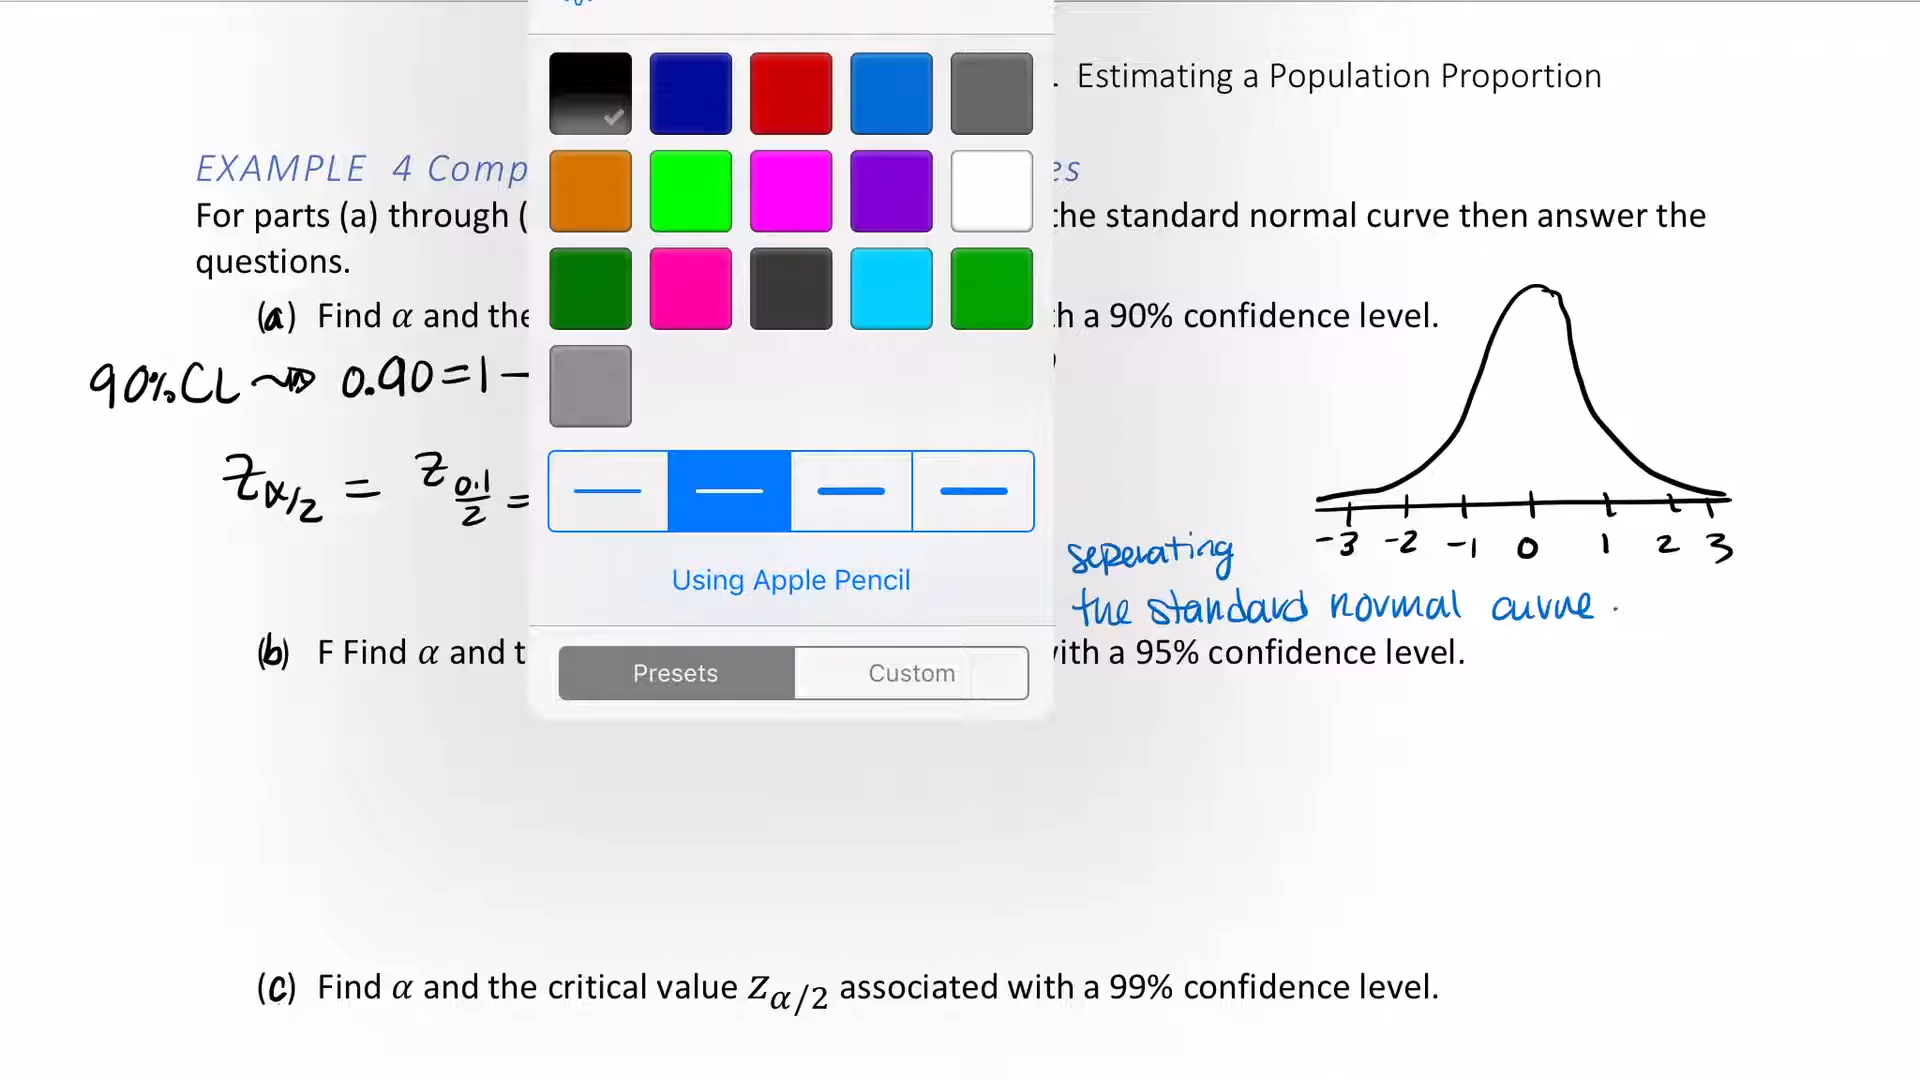 . Estimating a Population Proportion
EXAMPLE 4 Comp es
For parts (a) through ( the standard normal curve then answer the
questions.
(a) Find α and the h a 90% confidence level.
90% CL ⇝ 0.90 = 1 -
Zα/2 = Z0.1/2 =
-3 -2 -1 0 1 2 3
seperating
the standard normal curve.
Using Apple Pencil
(b) F Find α and t ith a 95% confidence level.
Presets Custom
(c) Find α and the critical value Zα/2 associated with a 99% confidence level.